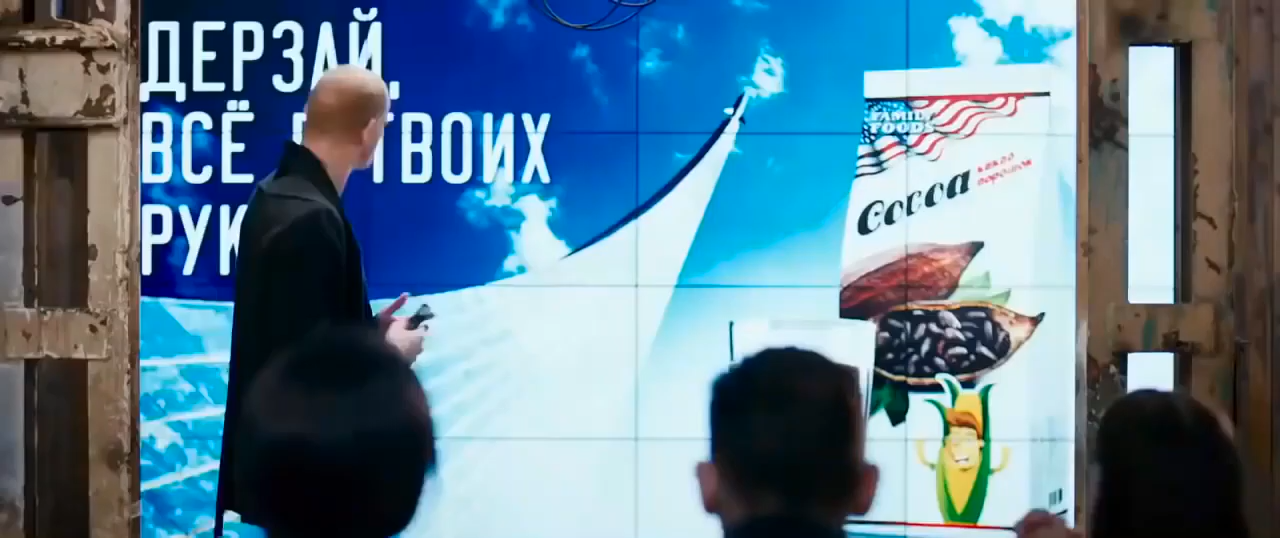 ДЕРЗАЙ,
ВСЁ ТВОИХ
РУК
FAMILY
FOODS
Cocoa
какао
порошок